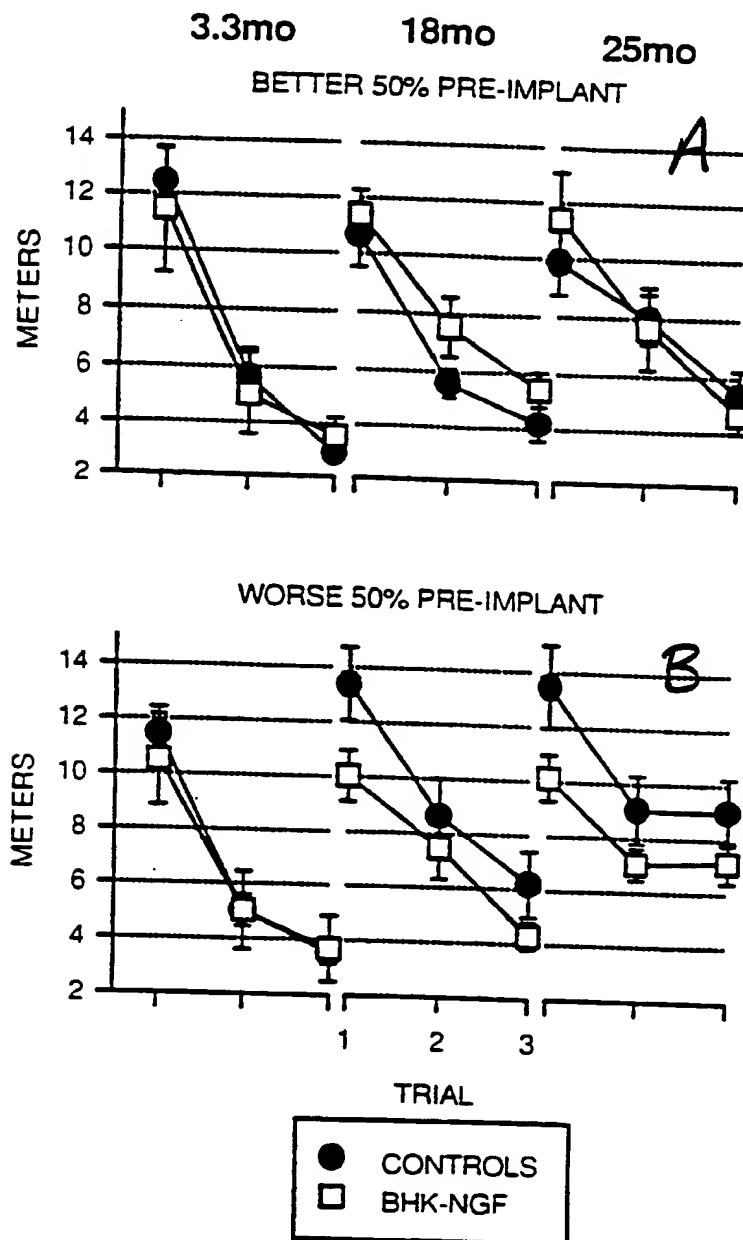 3.3mo 18mo 25mo
BETTER 50% PRE-IMPLANT
A
14
12
10
8
6
4
2
METERS
WORSE 50% PRE-IMPLANT
B
14
12
10
8
6
4
2
METERS
1 2 3
TRIAL
CONTROLS
BHK-NGF